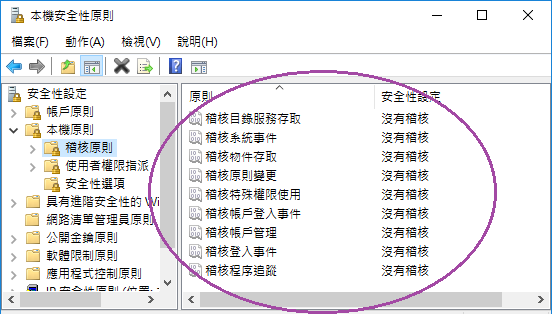 本機安全性原則
檔案(F) 動作(A) 檢視(V) 說明(H)
安全性設定
帳戶原則
本機原則
稽核原則
使用者權限指派
安全性選項
具有進階安全性的 Wi
網路清單管理員原則
公開金鑰原則
軟體限制原則
應用程式控制原則
原則 安全性設定
稽核目錄服務存取 沒有稽核
稽核系統事件 沒有稽核
稽核物件存取 沒有稽核
稽核原則變更 沒有稽核
稽核特殊權限使用 沒有稽核
稽核帳戶登入事件 沒有稽核
稽核帳戶管理 沒有稽核
稽核登入事件 沒有稽核
稽核程序追蹤 沒有稽核